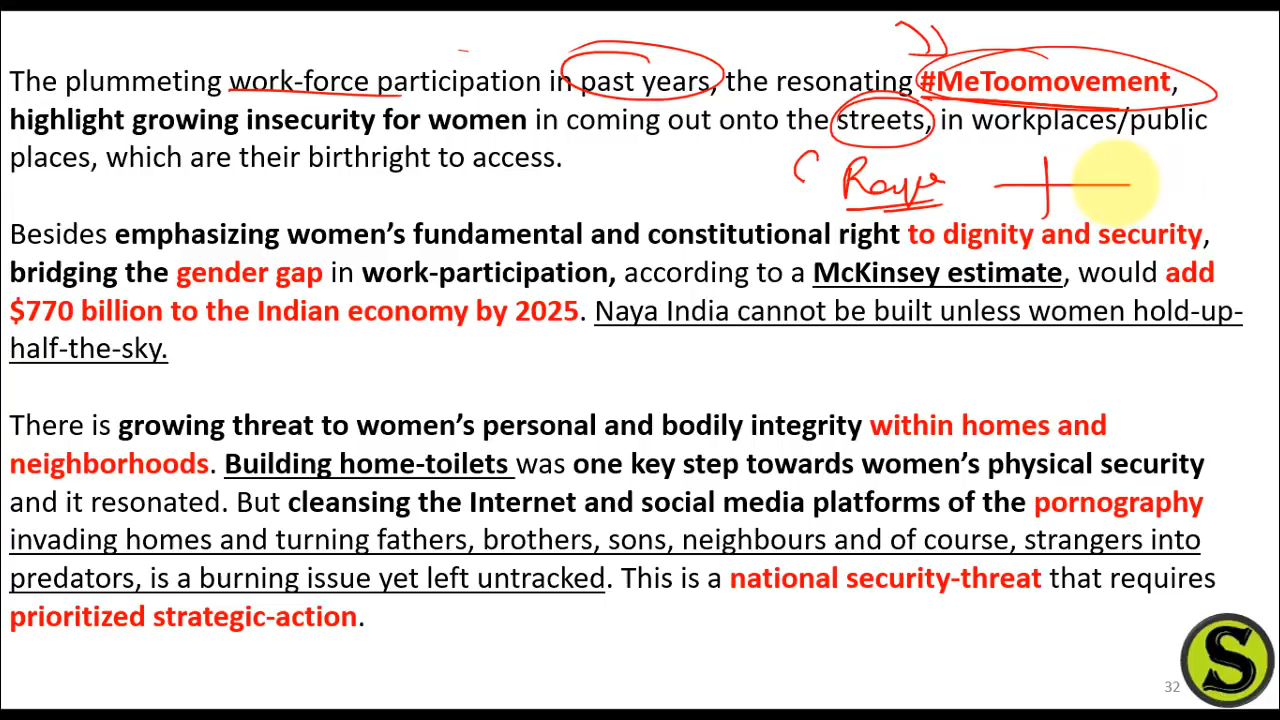 The plummeting work-force participation in past years, the resonating #MeToomovement,
highlight growing insecurity for women in coming out onto the streets, in workplaces/public
places, which are their birthright to access.
Rape
Besides emphasizing women’s fundamental and constitutional right to dignity and security,
bridging the gender gap in work-participation, according to a McKinsey estimate, would add
$770 billion to the Indian economy by 2025. Naya India cannot be built unless women hold-up-
half-the-sky.
There is growing threat to women’s personal and bodily integrity within homes and
neighborhoods. Building home-toilets was one key step towards women’s physical security
and it resonated. But cleansing the Internet and social media platforms of the pornography
invading homes and turning fathers, brothers, sons, neighbours and of course, strangers into
predators, is a burning issue yet left untracked. This is a national security-threat that requires
prioritized strategic-action.
S
32